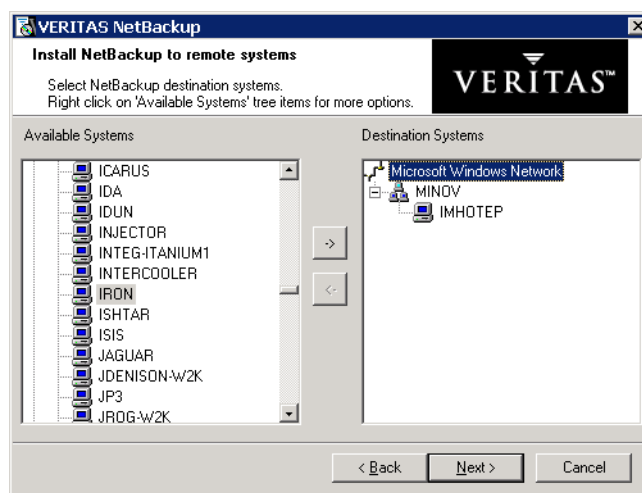 VERITAS NetBackup
Install NetBackup to remote systems
Select NetBackup destination systems.
Right click on 'Available Systems' tree items for more options.
VERITAS™
Available Systems
Destination Systems
ICARUS
IDA
IDUN
INJECTOR
INTEG-ITANIUM1
INTERCOOLER
IRON
ISHTAR
ISIS
JAGUAR
JDENISON-W2K
JP3
JROG-W2K
->
<-
Microsoft Windows Network
MINOV
IMHOTEP
< Back
Next >
Cancel